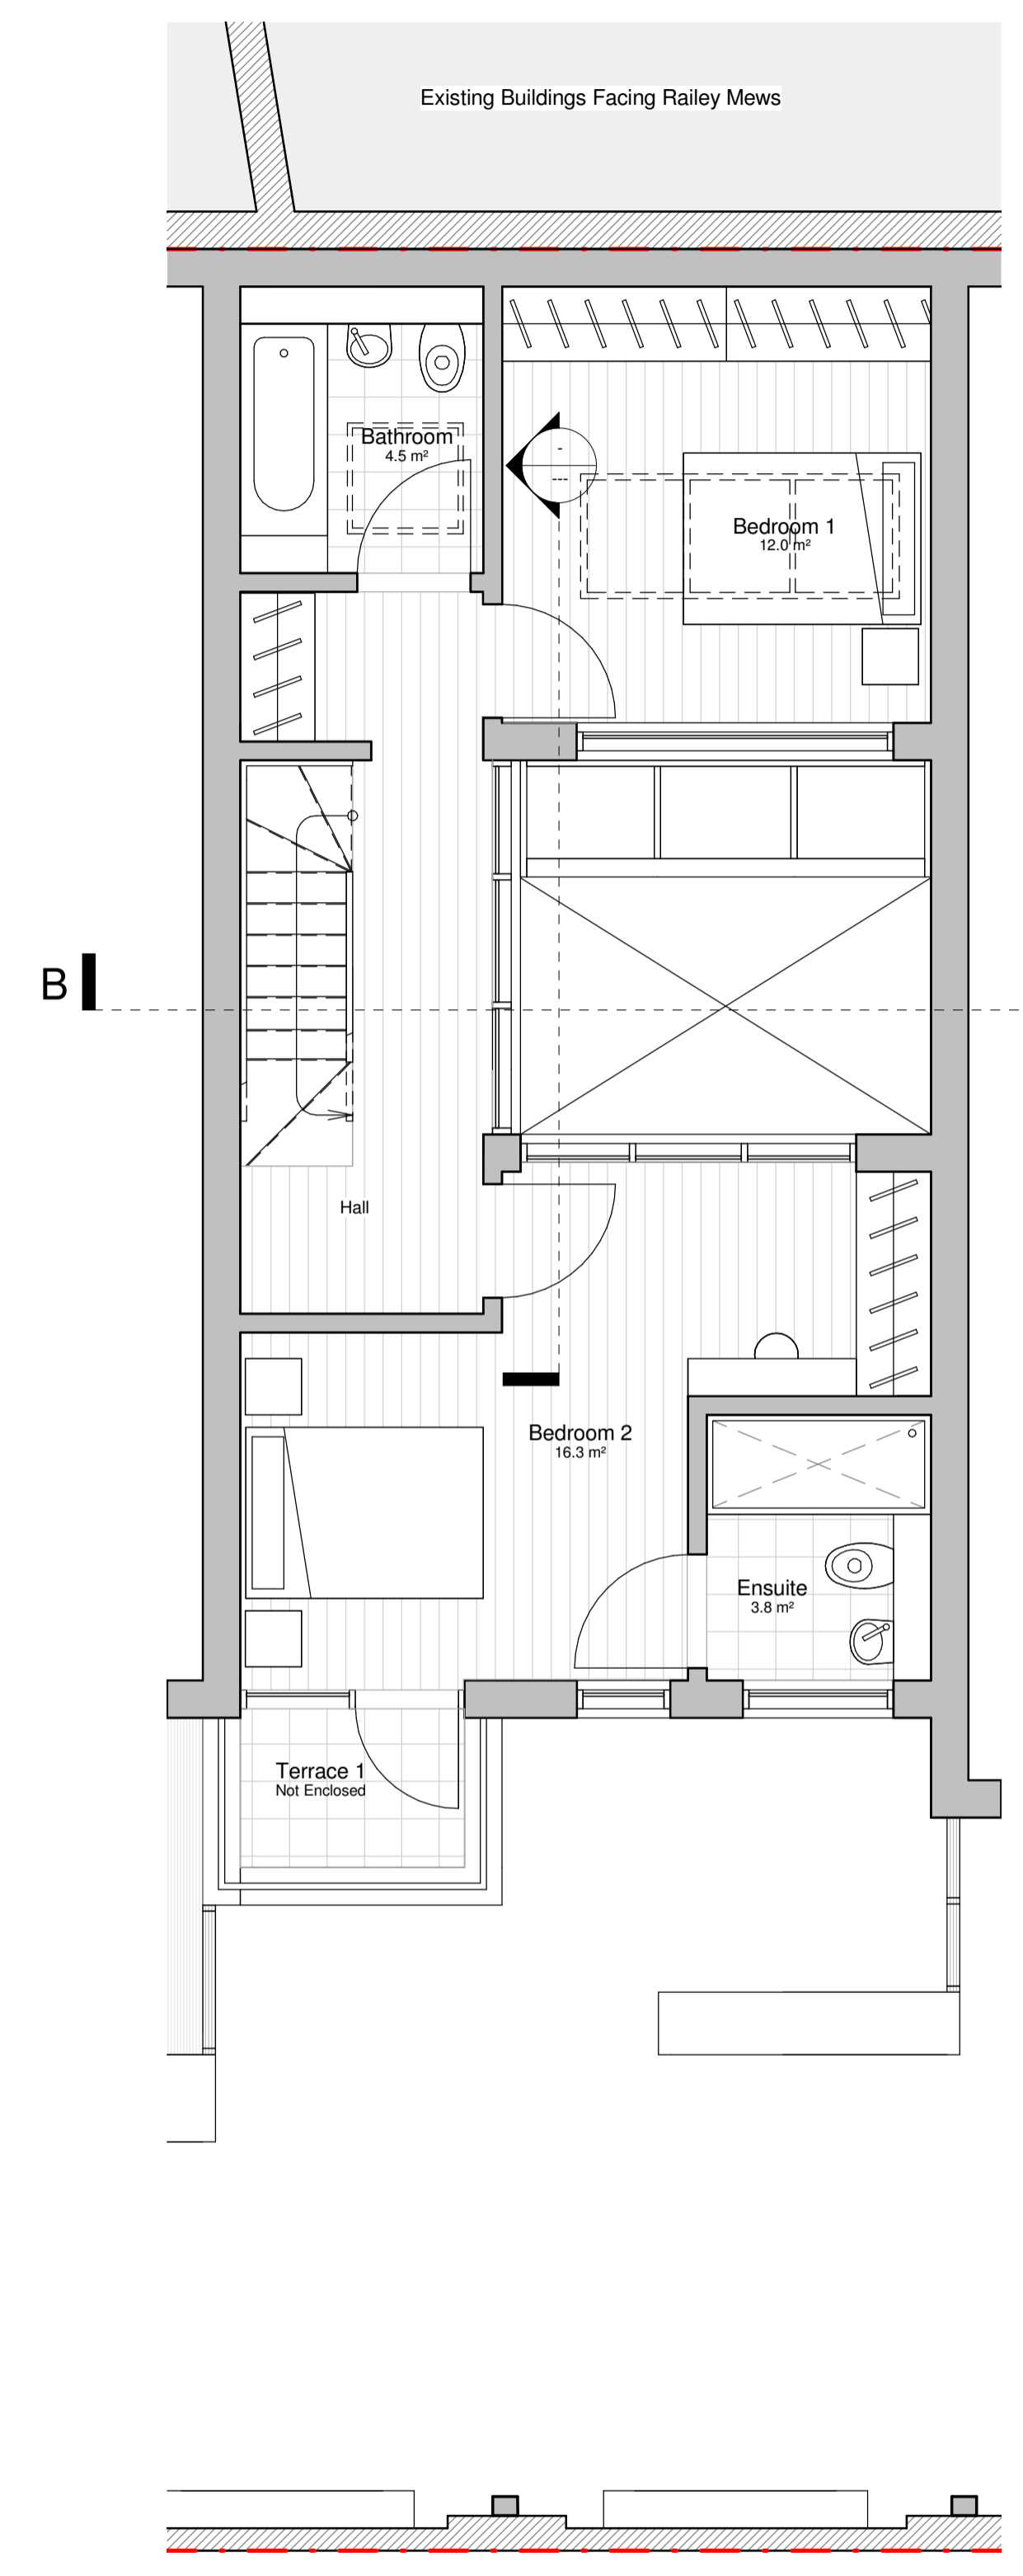 Existing Buildings Facing Railey Mews
Bathroom
4.5 m²
Bedroom 1
12.0 m²
B
Hall
Bedroom 2
16.3 m²
Ensuite
3.8 m²
Terrace 1
Not Enclosed